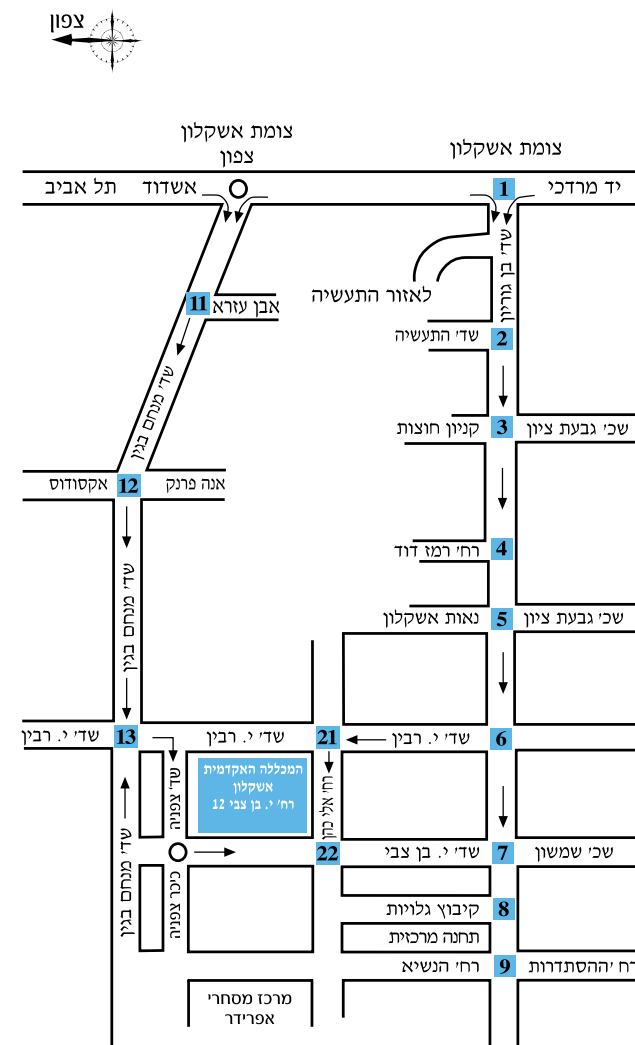 צפון
צומת אשקלון
צפון
צומת אשקלון
יד מרדכי
1
אשדוד
תל אביב
שד׳ בן גוריון
לאזור התעשיה
11
אבן עזרא
2
שד׳ התעשיה
שד׳ מנחם בגין
שכ׳ גבעת ציון
3
קניון חוצות
אנה פרנק
12
אקסודוס
4
רח׳ רמז דוד
שד׳ מנחם בגין
שכ׳ גבעת ציון
5
נאות אשקלון
6
שד׳ י. רבין
21
שד׳ י. רבין
13
שד׳ י. רבין
המכללה האקדמית
אשקלון
רח׳ י. בן צבי 12
שד׳ צפניה
רח׳ אלי כהן
שכ׳ שמשון
7
שד׳ י. בן צבי
22
שד׳ מנחם בגין
כיכר צפניה
8
קיבוץ גלויות
תחנה מרכזית
רח ׳ההסתדרות
9
רח׳ הנשיא
מרכז מסחרי
אפרידר